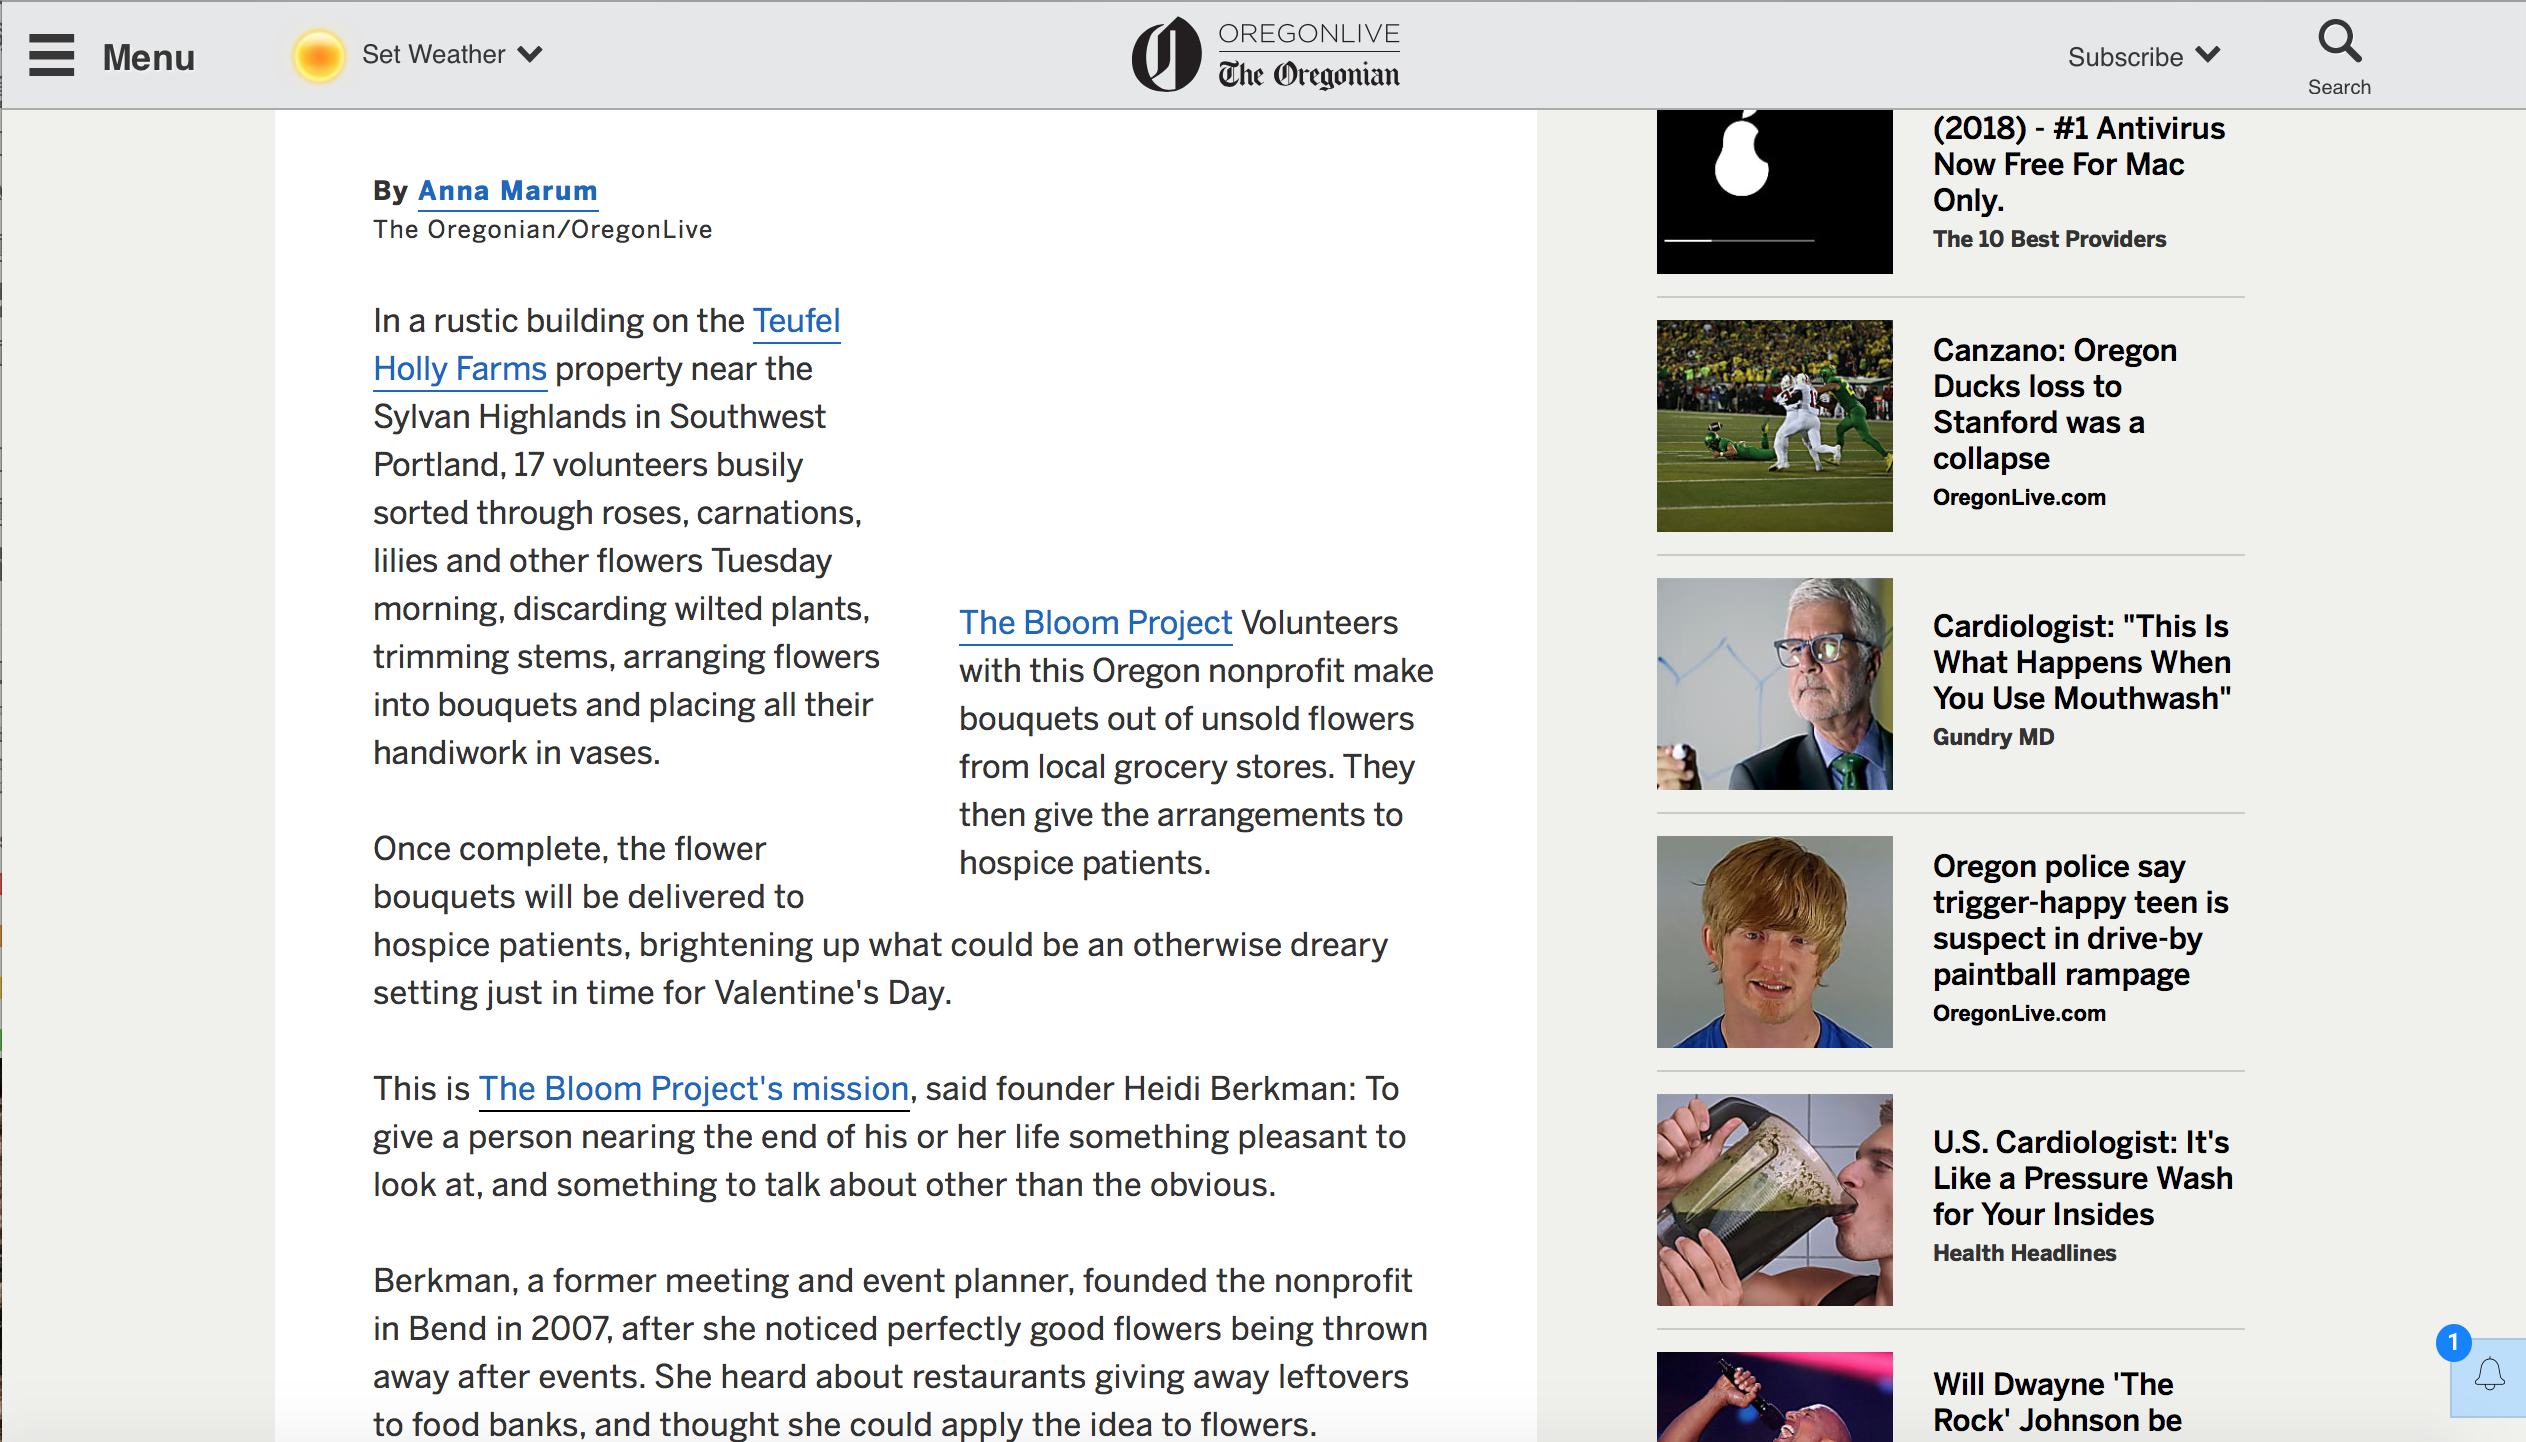 Menu
Set Weather
OREGONLIVE
The Oregonian
Subscribe
Search
By Anna Marum
The Oregonian/OregonLive
In a rustic building on the Teufel
Holly Farms property near the
Sylvan Highlands in Southwest
Portland, 17 volunteers busily
sorted through roses, carnations,
lilies and other flowers Tuesday
morning, discarding wilted plants,
trimming stems, arranging flowers
into bouquets and placing all their
handiwork in vases.
The Bloom Project Volunteers
with this Oregon nonprofit make
bouquets out of unsold flowers
from local grocery stores. They
then give the arrangements to
hospice patients.
Once complete, the flower
bouquets will be delivered to
hospice patients, brightening up what could be an otherwise dreary
setting just in time for Valentine's Day.
This is The Bloom Project's mission, said founder Heidi Berkman: To
give a person nearing the end of his or her life something pleasant to
look at, and something to talk about other than the obvious.
Berkman, a former meeting and event planner, founded the nonprofit
in Bend in 2007, after she noticed perfectly good flowers being thrown
away after events. She heard about restaurants giving away leftovers
to food banks, and thought she could apply the idea to flowers.
(2018) - #1 Antivirus
Now Free For Mac
Only.
The 10 Best Providers
Canzano: Oregon
Ducks loss to
Stanford was a
collapse
OregonLive.com
Cardiologist: "This Is
What Happens When
You Use Mouthwash"
Gundry MD
Oregon police say
trigger-happy teen is
suspect in drive-by
paintball rampage
OregonLive.com
U.S. Cardiologist: It's
Like a Pressure Wash
for Your Insides
Health Headlines
Will Dwayne 'The
Rock' Johnson be
1